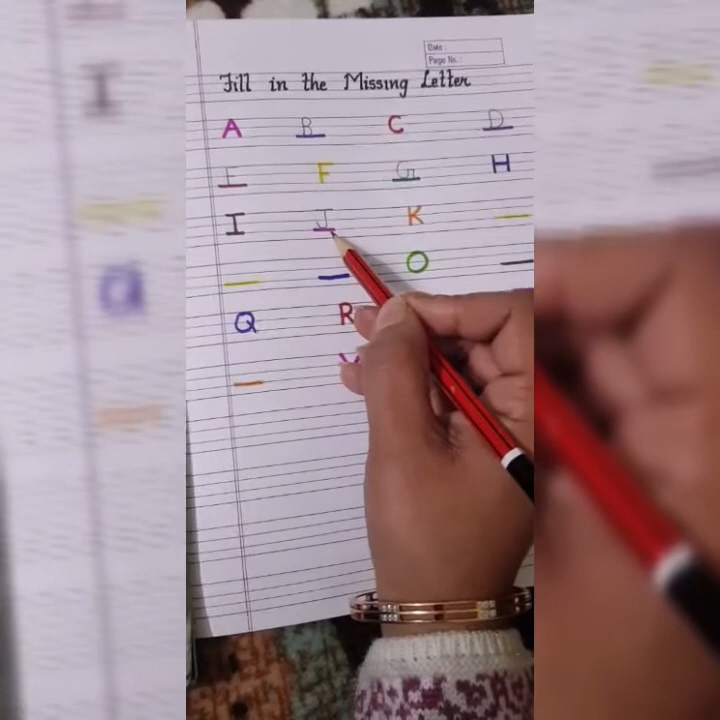 Date :
Page No. :
Fill in the Missing Letter
A B C D
E F G H
I J K
O
Q R
V